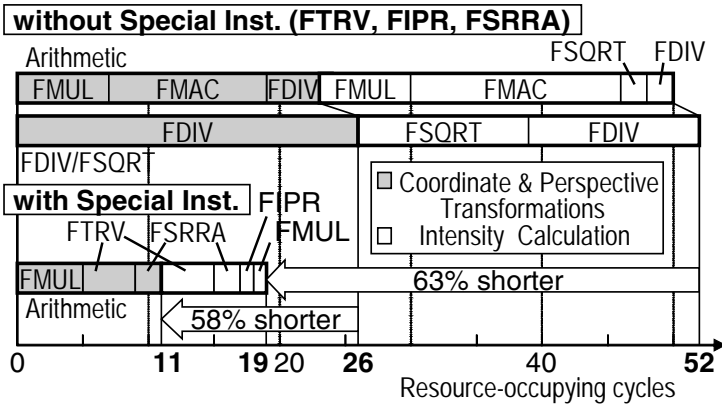 without Special Inst. (FTRV, FIPR, FSRRA)
Arithmetic FSQRT FDIV
FMUL FMAC FDIV FMUL FMAC
FDIV FSQRT FDIV
FDIV/FSQRT
Coordinate & Perspective
Transformations
Intensity Calculation
with Special Inst. FIPR
FTRV FSRRA FMUL
FMUL
63% shorter
Arithmetic
58% shorter
0 11 19 20 26 40 52
Resource-occupying cycles